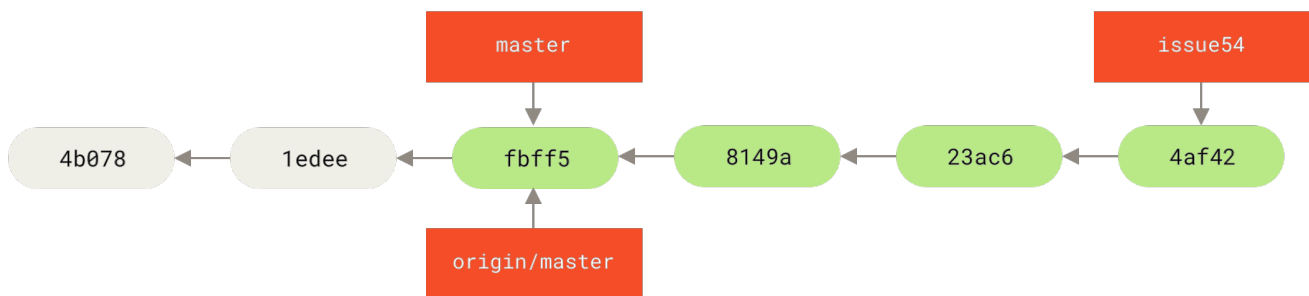 master
issue54
4b078
1edee
fbff5
8149a
23ac6
4af42
origin/master